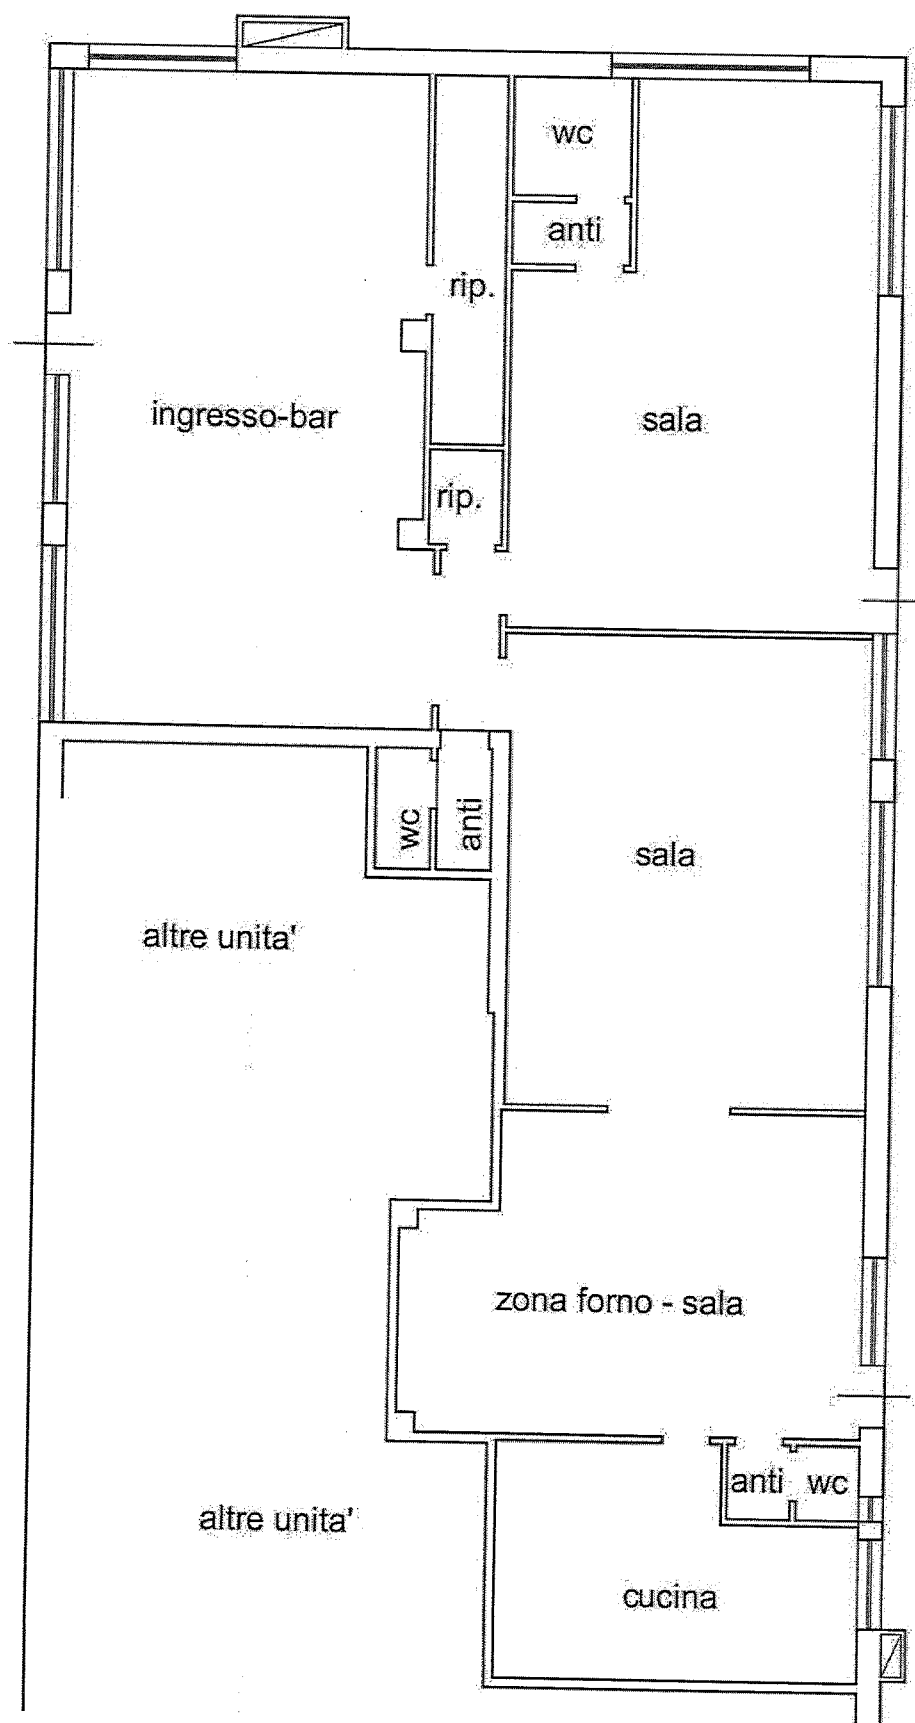 wc
anti
rip.
ingresso-bar
sala
rip.
wc
anti
sala
altre unita'
zona forno - sala
anti
wc
altre unita'
cucina